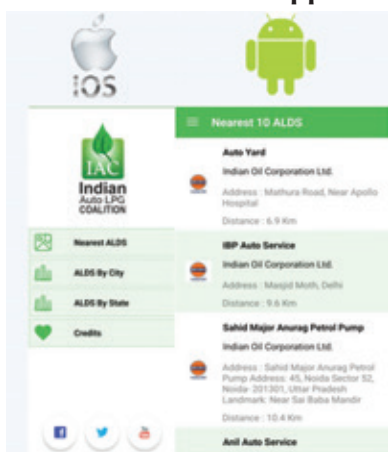 iOS
IAC
Indian
Auto LPG
COALITION
Nearest ALDS
ALDS By City
ALDS By State
Credits
Nearest 10 ALDS
Auto Yard
Indian Oil Corporation Ltd.
Address : Mathura Road, Near Apollo
Hospital
Distance : 6.9 Km
IBP Auto Service
Indian Oil Corporation Ltd.
Address : Masjid Moth, Delhi
Distance : 9.6 Km
Sahid Major Anurag Petrol Pump
Indian Oil Corporation Ltd.
Address : Sahid Major Anurag Petrol
Pump Address: 45, Noida Sector 52,
Noida- 201301, Uttar Pradesh
Landmark: Near Sai Baba Mandir
Distance : 10.4 Km
Anil Auto Service